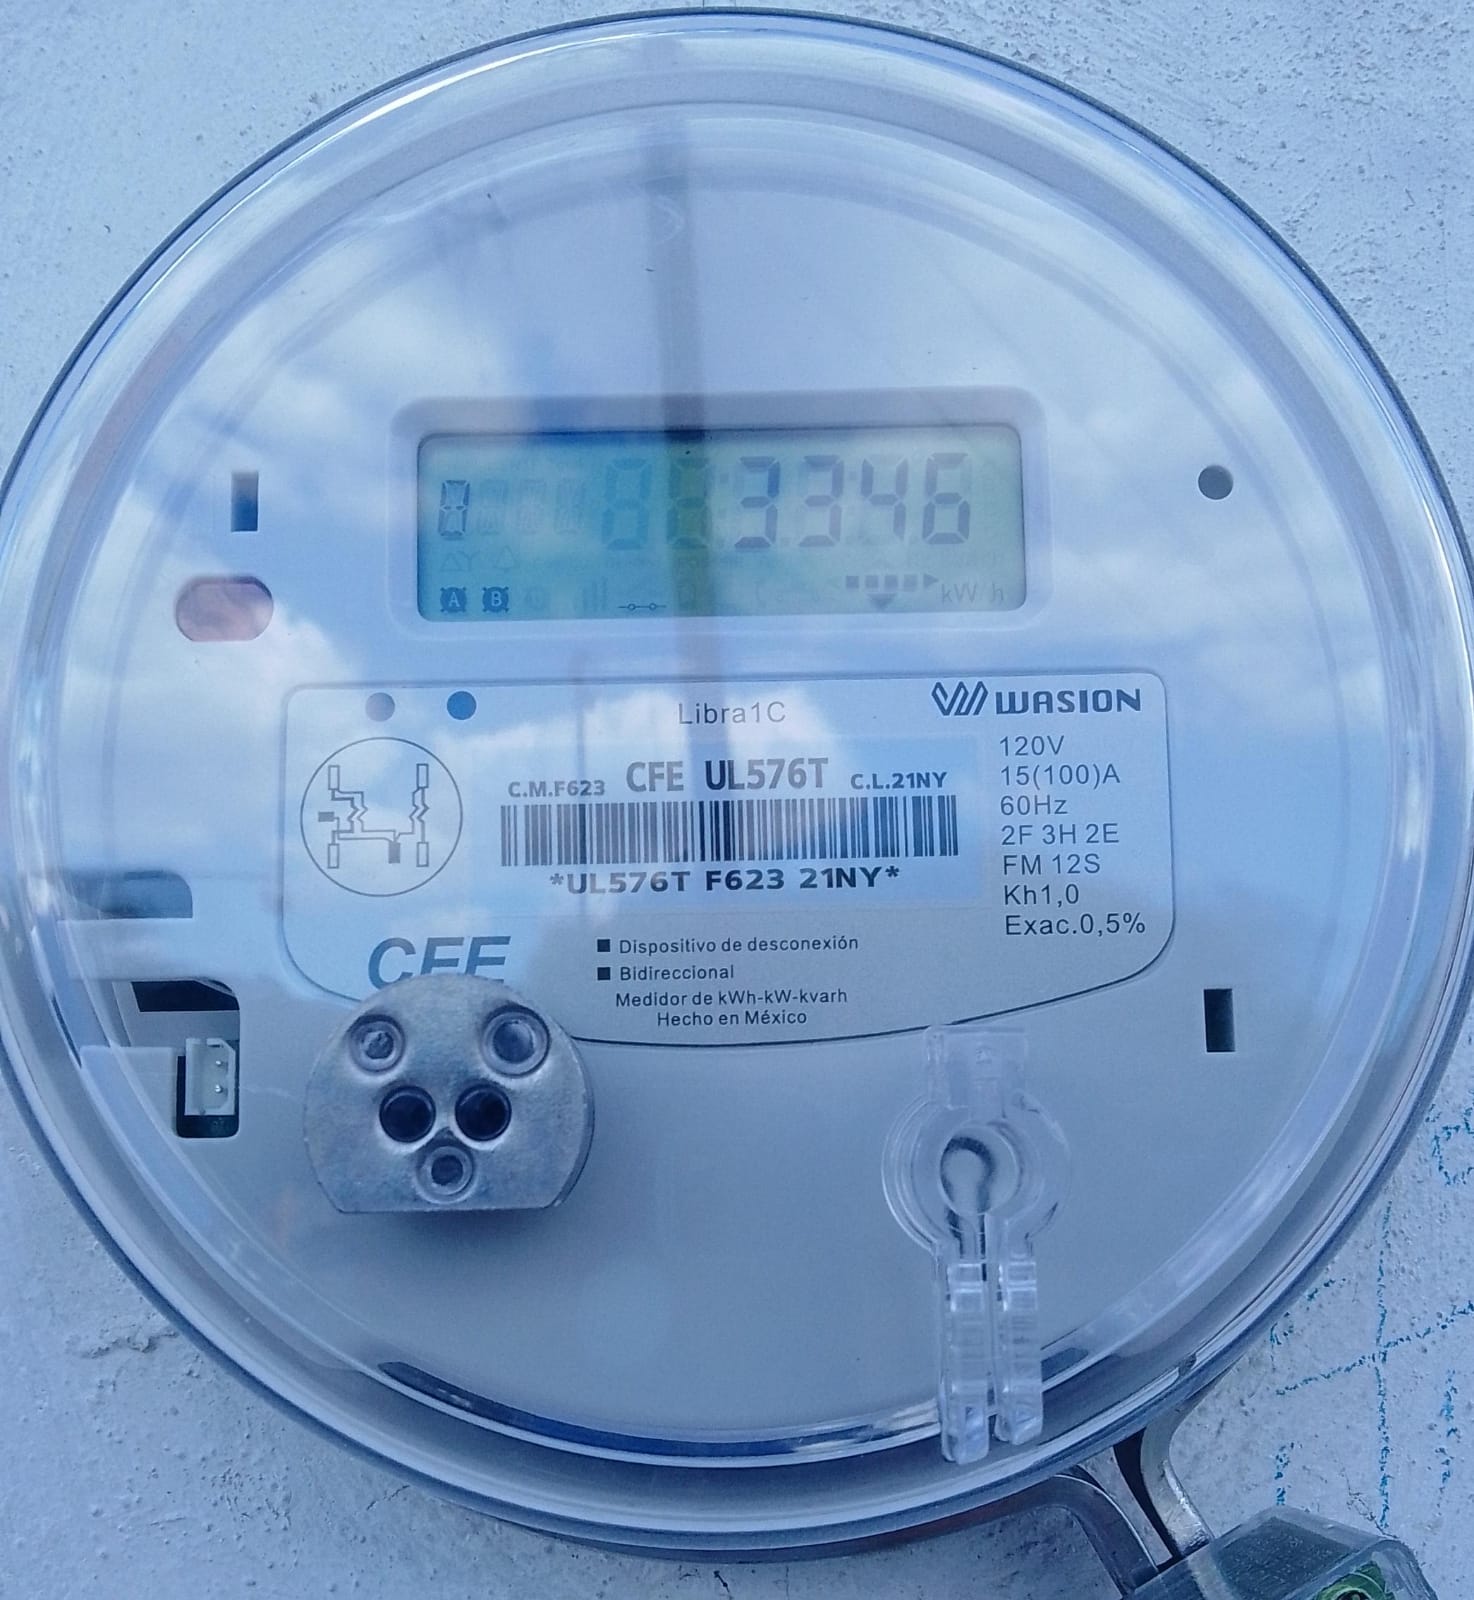 3346
A B
kW h
Libra1C
WASION
C.M.F623 CFE UL576T C.L.21NY
*UL576T F623 21NY*
120V
15(100)A
60Hz
2F 3H 2E
FM 12S
Kh1,0
Exac.0,5%
CFE
■ Dispositivo de desconexión
■ Bidireccional
Medidor de kWh-kW-kvarh
Hecho en México